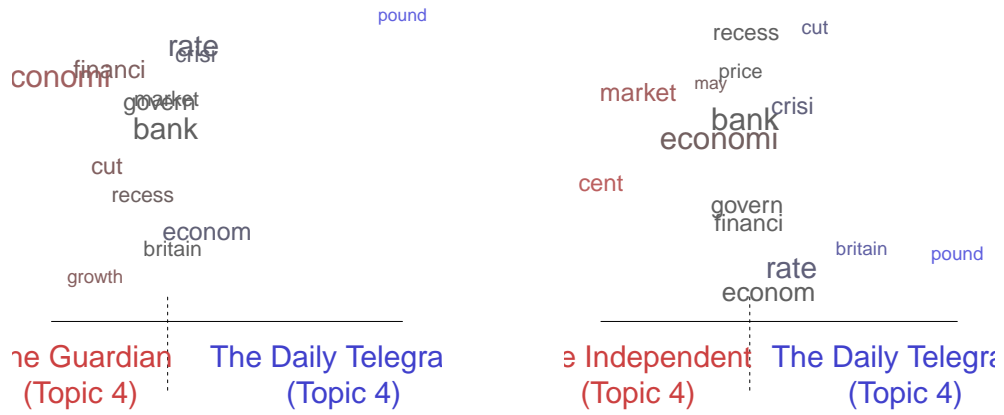 pound
rate
crisi
financi
conomi
market
govern
bank
cut
recess
econom
britain
growth
he Guardian
(Topic 4)
The Daily Telegra
(Topic 4)
cut
recess
price
may
market
crisi
bank
economi
cent
govern
financi
britain
pound
rate
econom
e Independent
(Topic 4)
The Daily Telegra
(Topic 4)